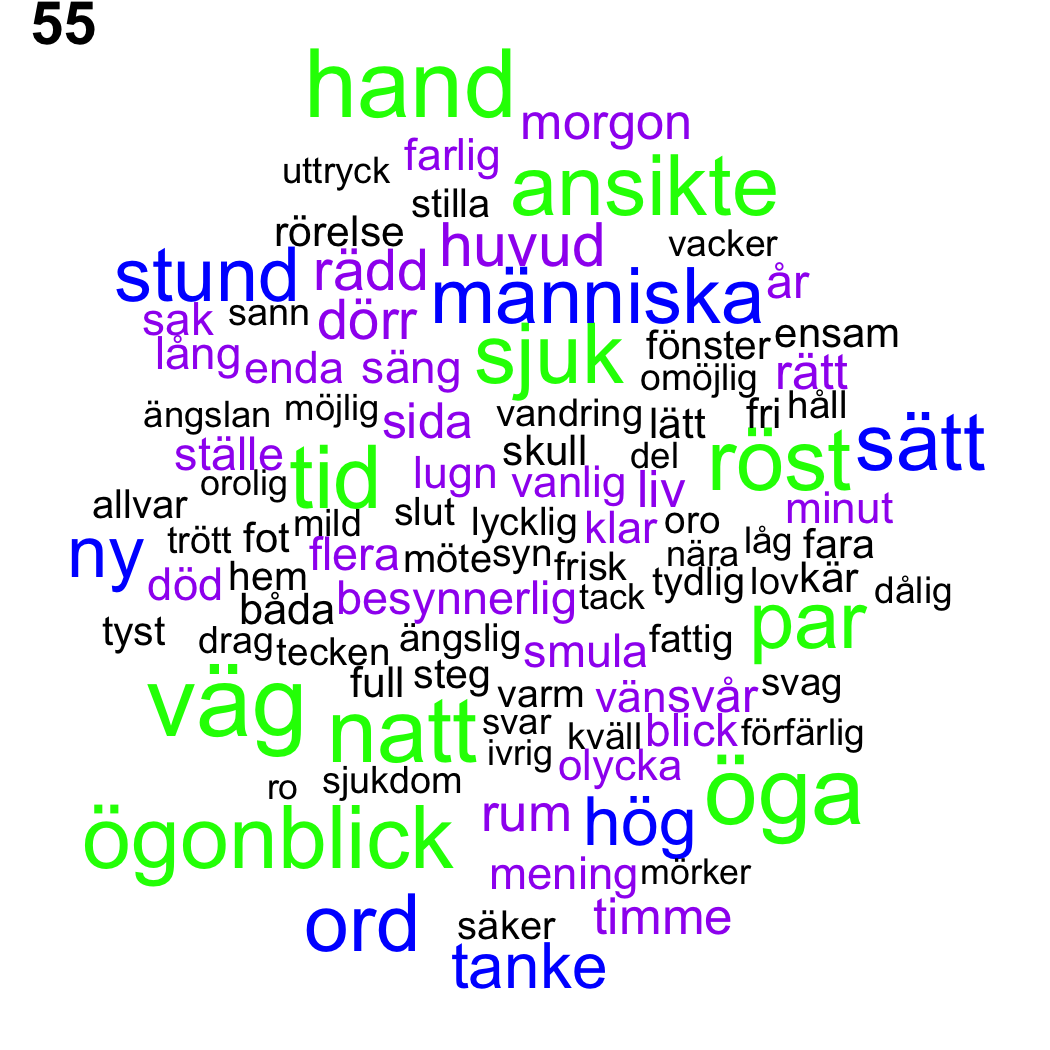 55
hand
morgon
uttryck farlig
stilla ansikte
rörelse huvud vacker
stund rädd människa år
sak sann dörr
lång enda säng sjuk fönster ensam
omöjlig rätt
ängslan möjlig sida vandring lätt fri håll
ställe skull del röst sätt
orolig tid lugn vanlig liv
allvar mild slut lycklig klar oro minut
ny trött fot flera möte syn frisk nära låg fara
död hem besynnerlig tack tydlig lov kär dålig
båda par
tyst drag tecken ängslig smula fattig
väg full steg varm vänsvår svag
natt svar kväll blick förfärlig
ivrig olycka
ro sjukdom öga
ögonblick rum hög
mening mörker
ord säker timme
tanke